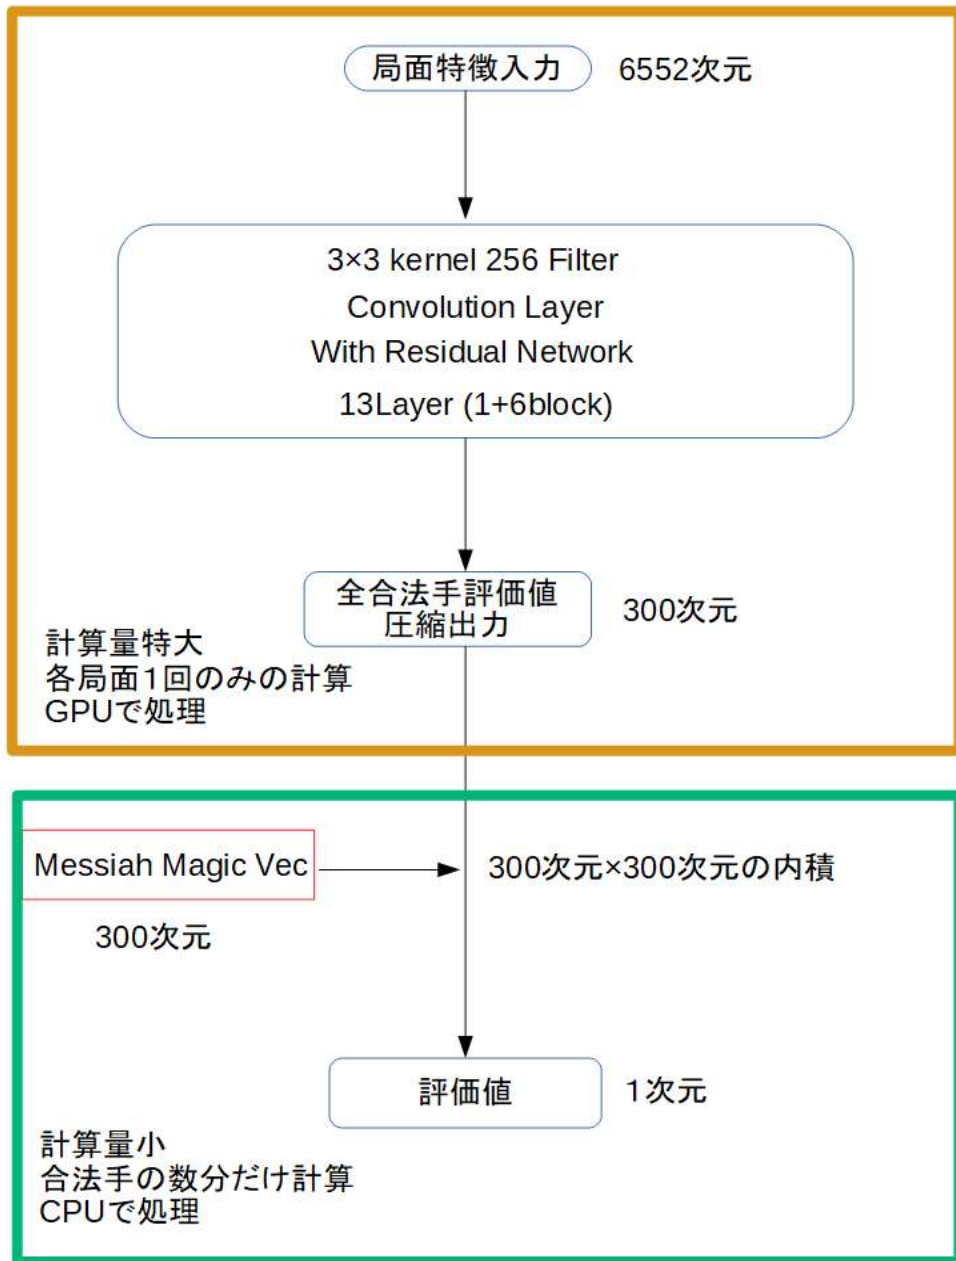 局面特徴入力
6552次元
3×3 kernel 256 Filter
Convolution Layer
With Residual Network
13Layer (1+6block)
全合法手評価値
圧縮出力
300次元
計算量特大
各局面１回のみの計算
GPUで処理
Messiah Magic Vec
300次元×300次元の内積
300次元
評価値
１次元
計算量小
合法手の数分だけ計算
CPUで処理